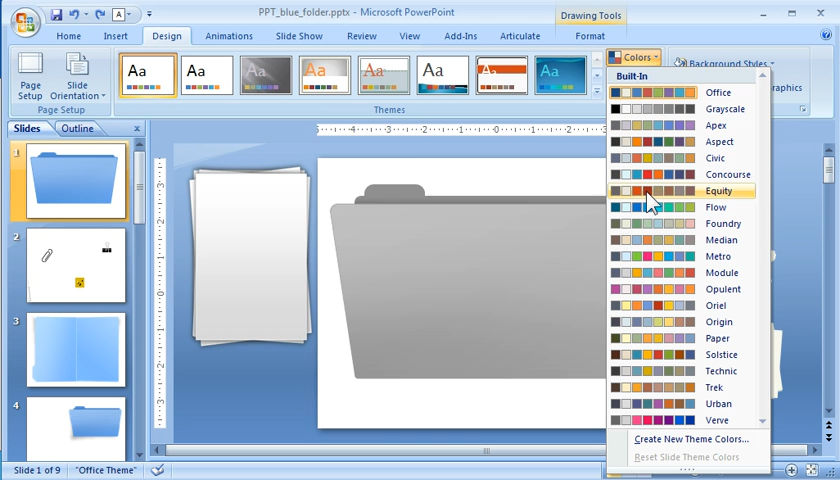 PPT_blue_folder.pptx - Microsoft PowerPoint
Drawing Tools
Home Insert Design Animations Slide Show Review View Add-Ins Articulate Format
Page Setup
Slide Orientation
Page Setup
Aa Aa Aa Aa Aa Aa Aa Aa
Themes
Colors
Background Styles
Slides Outline
1
2
3
4
Built-In
Office
Grayscale
Apex
Aspect
Civic
Concourse
Equity
Flow
Foundry
Median
Metro
Module
Opulent
Oriel
Origin
Paper
Solstice
Technic
Trek
Urban
Verve
Create New Theme Colors...
Reset Slide Theme Colors
Slide 1 of 9 "Office Theme"